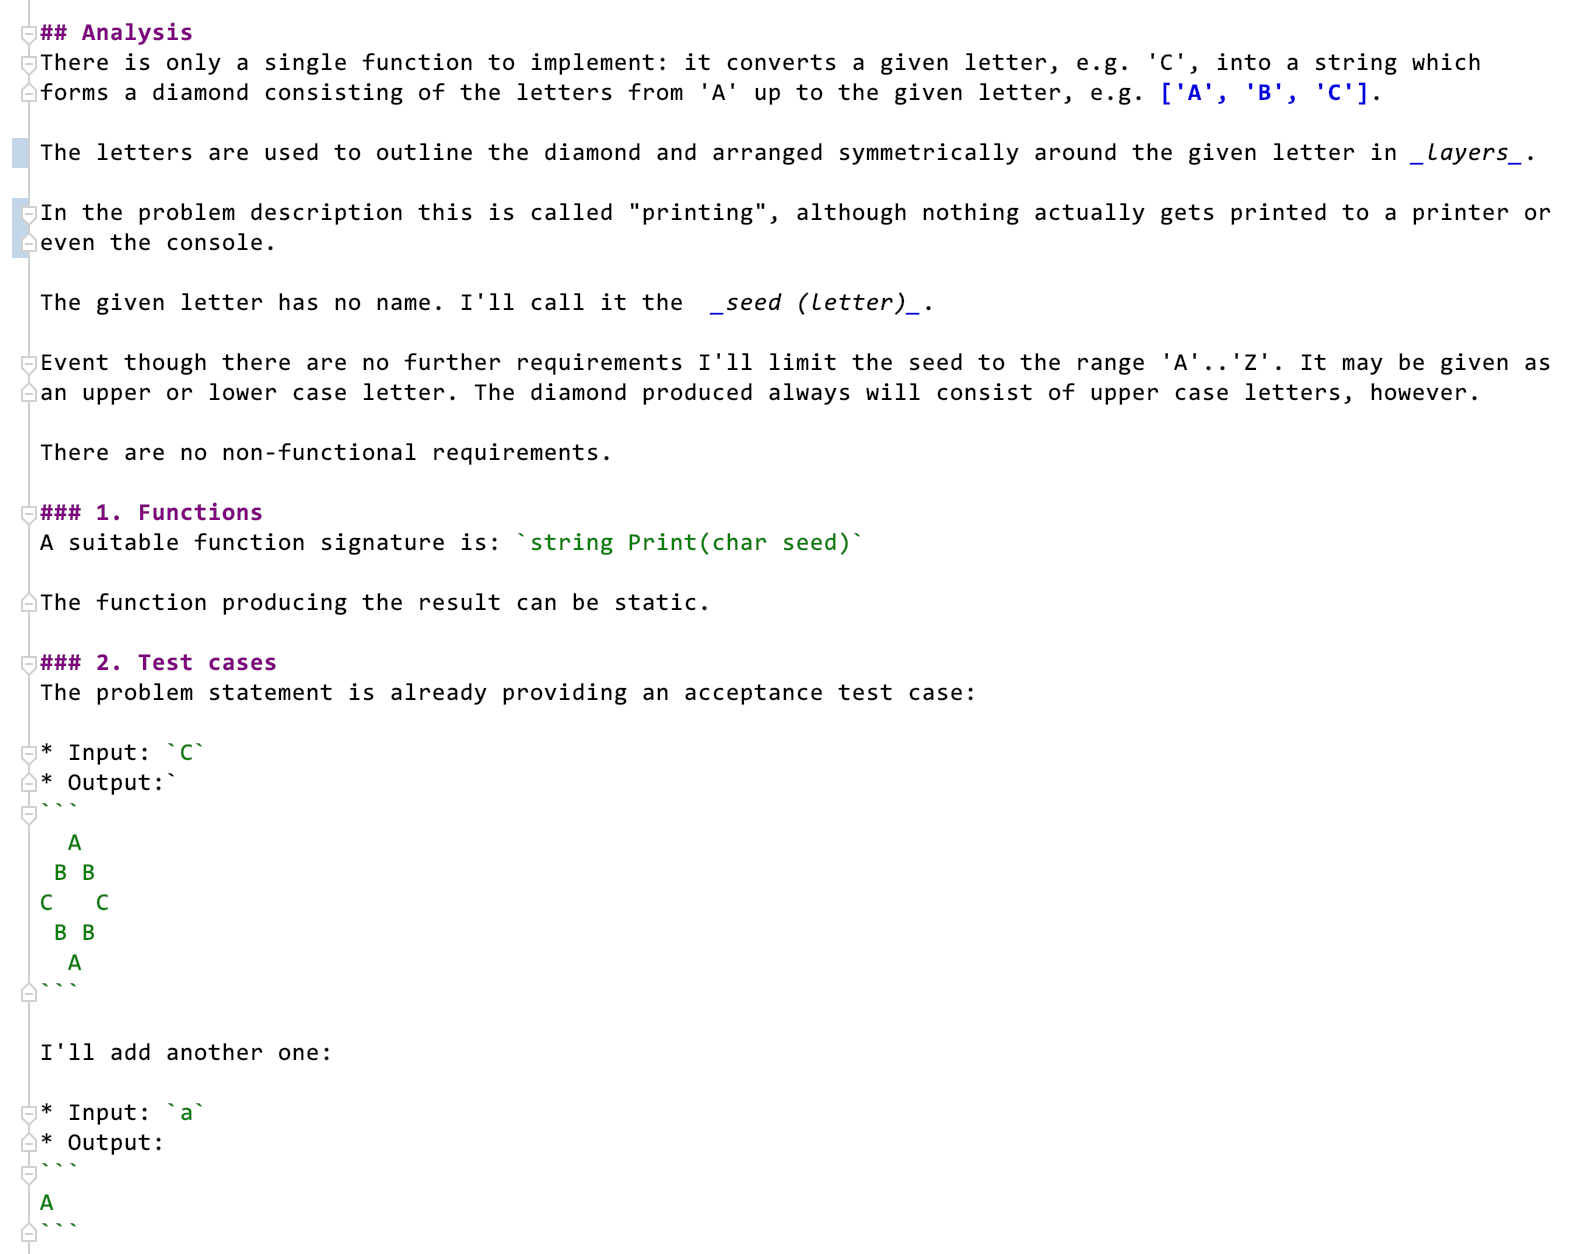 ## Analysis
There is only a single function to implement: it converts a given letter, e.g. 'C', into a string which
forms a diamond consisting of the letters from 'A' up to the given letter, e.g. ['A', 'B', 'C'].
The letters are used to outline the diamond and arranged symmetrically around the given letter in _layers_.
In the problem description this is called "printing", although nothing actually gets printed to a printer or
even the console.
The given letter has no name. I'll call it the  _seed (letter)_.
Event though there are no further requirements I'll limit the seed to the range 'A'..'Z'. It may be given as
an upper or lower case letter. The diamond produced always will consist of upper case letters, however.
There are no non-functional requirements.
### 1. Functions
A suitable function signature is: `string Print(char seed)`
The function producing the result can be static.
### 2. Test cases
The problem statement is already providing an acceptance test case:
* Input: `C`
* Output:`
```
  A
 B B
C   C
 B B
  A
```
I'll add another one:
* Input: `a`
* Output:
```
A
```